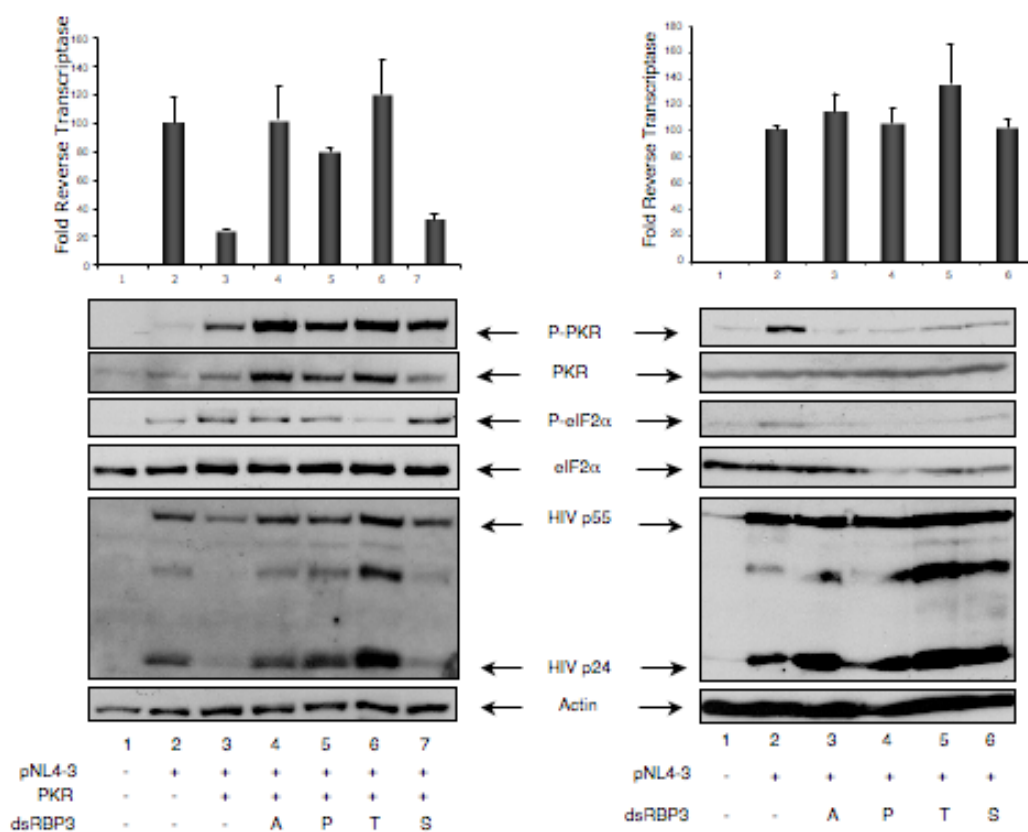 Fold Reverse Transcriptase
160
140
120
100
80
60
40
20
0
1 2 3 4 5 6 7
Fold Reverse Transcriptase
180
160
140
120
100
80
60
40
20
0
1 2 3 4 5 6
P-PKR
PKR
P-eIF2α
eIF2α
HIV p55
HIV p24
Actin
1 2 3 4 5 6 7
pNL4-3 - + + + + + +
PKR - - + + + + +
dsRBP3 - - - A P T S
1 2 3 4 5 6
pNL4-3 - + + + + +
dsRBP3 - - A P T S